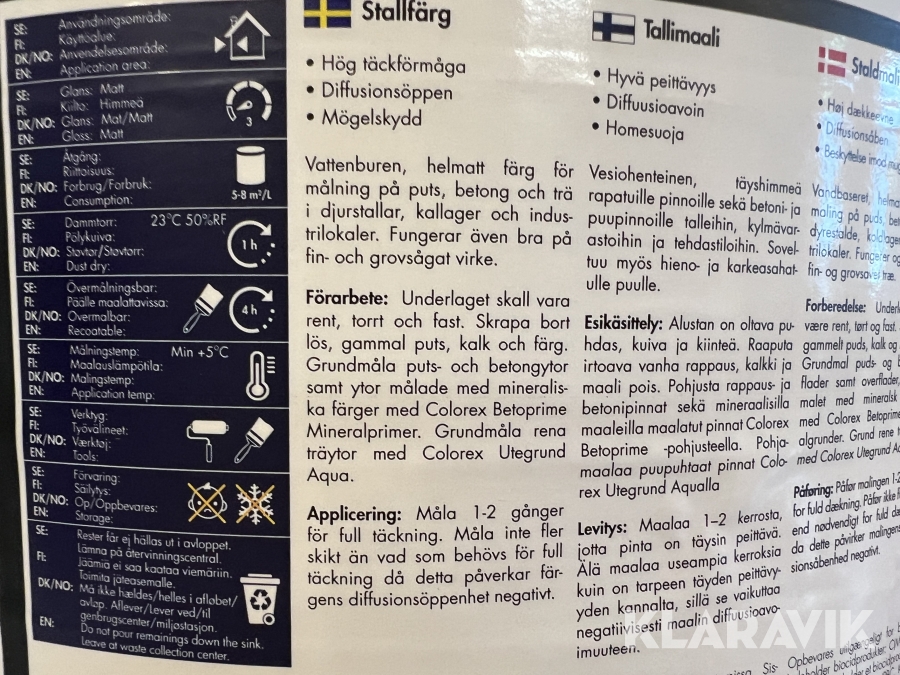 SE: Användningsområde:
FI: Käyttöalue:
DK/NO: Anvendelsesområde:
EN: Application area:
SE: Glans: Matt
FI: Kiilto: Himmeä
DK/NO: Glans: Mat/Matt
EN: Gloss: Matt
3
SE: Åtgång:
FI: Riittoisuus:
DK/NO: Forbrug/Forbruk:
EN: Consumption:
5-8 m²/L
SE: Dammtorr: 23°C 50%RF
FI: Pölykuiva:
DK/NO: Støvtør/Støvtørr:
EN: Dust dry:
1 h
SE: Övermålningsbar:
FI: Päälle maalattavissa:
DK/NO: Overmalbar:
EN: Recoatable:
4 h
SE: Målningstemp: Min +5°C
FI: Maalauslämpötila:
DK/NO: Malingstemp:
EN: Application temp:
SE: Verktyg:
FI: Työvälineet:
DK/NO: Værktøj:
EN: Tools:
SE: Förvaring:
FI: Säilytys:
DK/NO: Op/Oppbevares:
EN: Storage:
SE: Rester får ej hällas ut i avloppet.
Lämna på återvinningscentral.
FI: Jäämiä ei saa kaataa viemäriin.
Toimita jäteasemalle.
DK/NO: Må ikke hældes/helles i afløbet/
avløp. Aflever/Lever ved/til
genbrugscenter/miljøstasjon.
EN: Do not pour remainings down the sink.
Leave at waste collection center.
Stallfärg
• Hög täckförmåga
• Diffusionsöppen
• Mögelskydd
Vattenburen, helmatt färg för
målning på puts, betong och trä
i djurstallar, kallager och indus-
trilokaler. Fungerar även bra på
fin- och grovsågat virke.
Förarbete: Underlaget skall vara
rent, torrt och fast. Skrapa bort
lös, gammal puts, kalk och färg.
Grundmåla puts- och betongytor
samt ytor målade med mineralis-
ka färger med Colorex Betoprime
Mineralprimer. Grundmåla rena
träytor med Colorex Utegrund
Aqua.
Applicering: Måla 1-2 gånger
för full täckning. Måla inte fler
skikt än vad som behövs för full
täckning då detta påverkar fär-
gens diffusionsöppenhet negativt.
Tallimaali
• Hyvä peittävyys
• Diffuusioavoin
• Homesuoja
Vesiohenteinen, täyshimmeä
rapatuille pinnoille sekä betoni- ja
puupinnoille talleihin, kylmävar-
astoihin ja tehdastiloihin. Sovel-
tuu myös hieno- ja karkeasahat-
ulle puulle.
Esikäsittely: Alustan on oltava pu-
hdas, kuiva ja kiinteä. Raaputa
irtoava vanha rappaus, kalkki ja
maali pois. Pohjusta rappaus- ja
betonipinnat sekä mineraalisilla
maaleilla maalatut pinnat Colorex
Betoprime -pohjusteella. Pohja-
maalaa puupuhtaat pinnat Colo-
rex Utegrund Aqualla
Levitys: Maalaa 1–2 kerrosta,
jotta pinta on täysin peittävä.
Älä maalaa useampia kerroksia
kuin on tarpeen täyden peittävy-
yden kannalta, sillä se vaikuttaa
negatiivisesti maalin diffuusioavo-
imuuteen.
Staldmali
• Høj dækkeevne
• Diffusionsåben
• Beskyttelse imod mug
Vandbaseret, helma
maling på puds, bet
dyrestalde, kold lager
trilokaler. Fungerer og
fin- og grovsavet træ.
Forberedelse: Underl
være rent, tørt og fast.
gammelt puds, kalk og
Grundmal puds- og b
flader samt overflader,
malet med mineralsk
med Colorex Betoprime
algrunder. Grund rene t
med Colorex Utegrund A
Påføring: Påfør malingen 1-2
for fuld dækning. Påfør ikke f
end nødvendigt for fuld dæ
da dette påvirker malingens
sionsåbenhed negativt.
Sis- Opbevares utilgængeligt for b
KLARAVIK